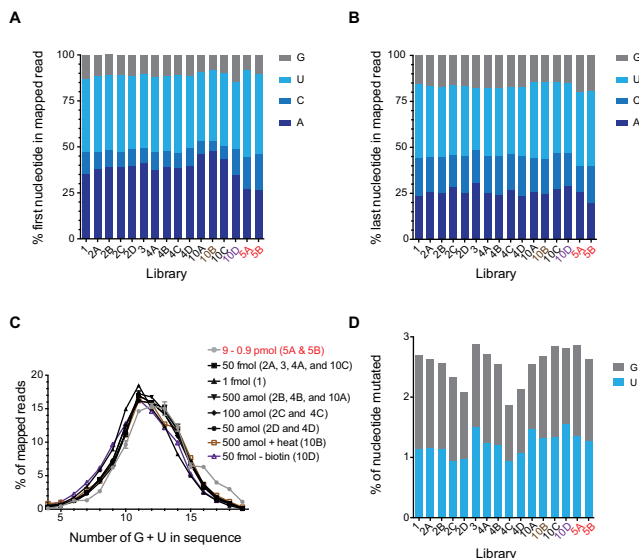 A
% first nucleotide in mapped read
100
75
50
25
0
1 2A 2B 2C 2D 3 4A 4B 4C 4D 10A 10B 10C 10D 5A 5B
Library
G
U
C
A
B
% last nucleotide in mapped read
100
75
50
25
0
1 2A 2B 2C 2D 3 4A 4B 4C 4D 10A 10B 10C 10D 5A 5B
Library
G
U
C
A
C
% of mapped reads
20
15
10
5
0
5 10 15
Number of G + U in sequence
9 - 0.9 pmol (5A & 5B)
50 fmol (2A, 3, 4A, and 10C)
1 fmol (1)
500 amol (2B, 4B, and 10A)
100 amol (2C and 4C)
50 amol (2D and 4D)
500 amol + heat (10B)
50 fmol - biotin (10D)
D
% of nucleotide mutated
3
2
1
0
1 2A 2B 2C 2D 3 4A 4B 4C 4D 10A 10B 10C 10D 5A 5B
Library
G
U